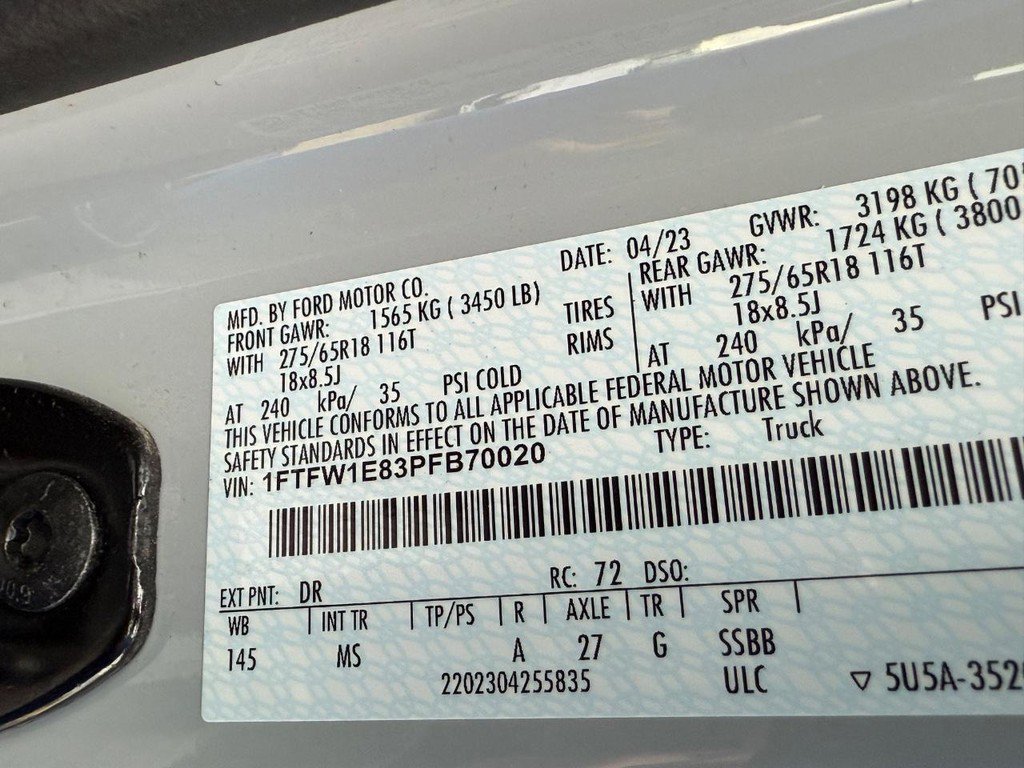 MFD. BY FORD MOTOR CO. DATE: 04/23 GVWR: 3198 KG ( 705
FRONT GAWR: 1565 KG ( 3450 LB) REAR GAWR: 1724 KG ( 3800
WITH 275/65R18 116T TIRES WITH 275/65R18 116T
18x8.5J RIMS 18x8.5J
AT 240 kPa/ 35 PSI COLD AT 240 kPa/ 35 PSI
THIS VEHICLE CONFORMS TO ALL APPLICABLE FEDERAL MOTOR VEHICLE
SAFETY STANDARDS IN EFFECT ON THE DATE OF MANUFACTURE SHOWN ABOVE.
VIN: 1FTFW1E83PFB70020 TYPE: Truck
EXT PNT: DR RC: 72 DSO:
WB INT TR TP/PS R AXLE TR SPR
145 MS A 27 G SSBB
2202304255835 ULC ▽ 5U5A-352